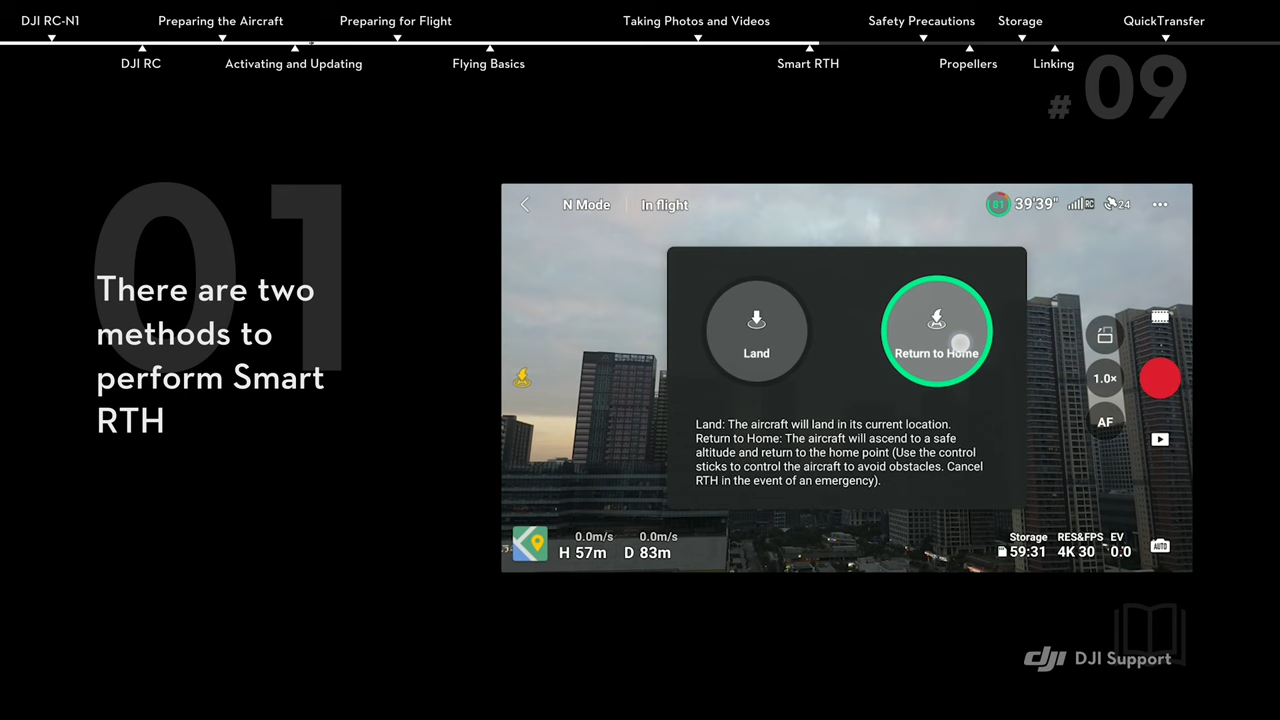 DJI RC-N1
Preparing the Aircraft
Preparing for Flight
Taking Photos and Videos
Safety Precautions
Storage
QuickTransfer
DJI RC
Activating and Updating
Flying Basics
Smart RTH
Propellers
Linking
#09
01
There are two
methods to
perform Smart
RTH
N Mode
In flight
81
39'39"
RC
24
Land
Return to Home
Land: The aircraft will land in its current location.
Return to Home: The aircraft will ascend to a safe
altitude and return to the home point (Use the control
sticks to control the aircraft to avoid obstacles. Cancel
RTH in the event of an emergency).
1.0×
AF
0.0m/s 0.0m/s
H 57m D 83m
Storage RES&FPS EV
59:31 4K 30 0.0
AUTO
dji DJI Support